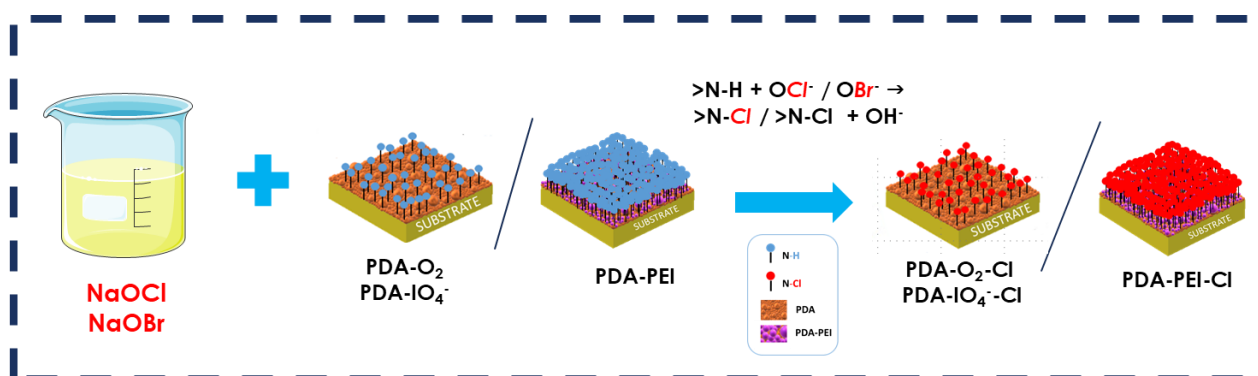 >N-H + OCl⁻ / OBr⁻ →
>N-Cl / >N-Cl + OH⁻
NaOCl
NaOBr
SUBSTRATE
PDA-O₂
PDA-IO₄⁻
SUBSTRATE
PDA-PEI
N-H
N-Cl
PDA
PDA-PEI
SUBSTRATE
PDA-O₂-Cl
PDA-IO₄⁻-Cl
SUBSTRATE
PDA-PEI-Cl